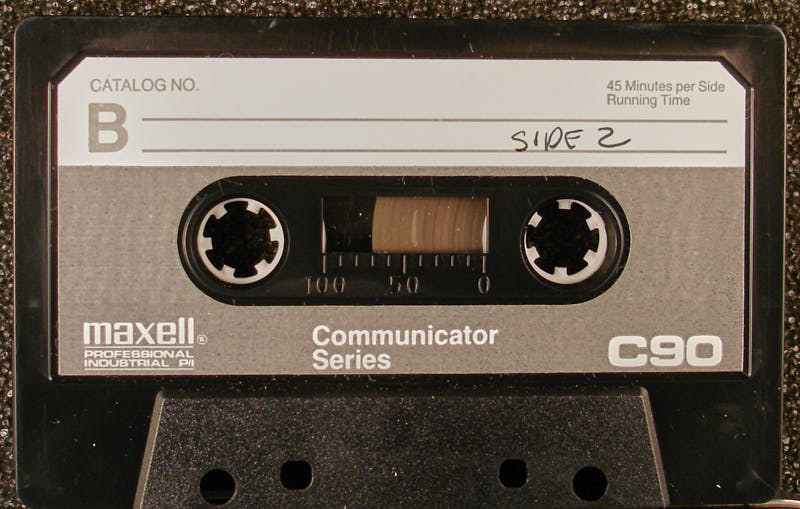 CATALOG NO.
45 Minutes per Side
Running Time
B
SIDE 2
100 50 0
maxell®
PROFESSIONAL
INDUSTRIAL P/I
Communicator
Series
C90